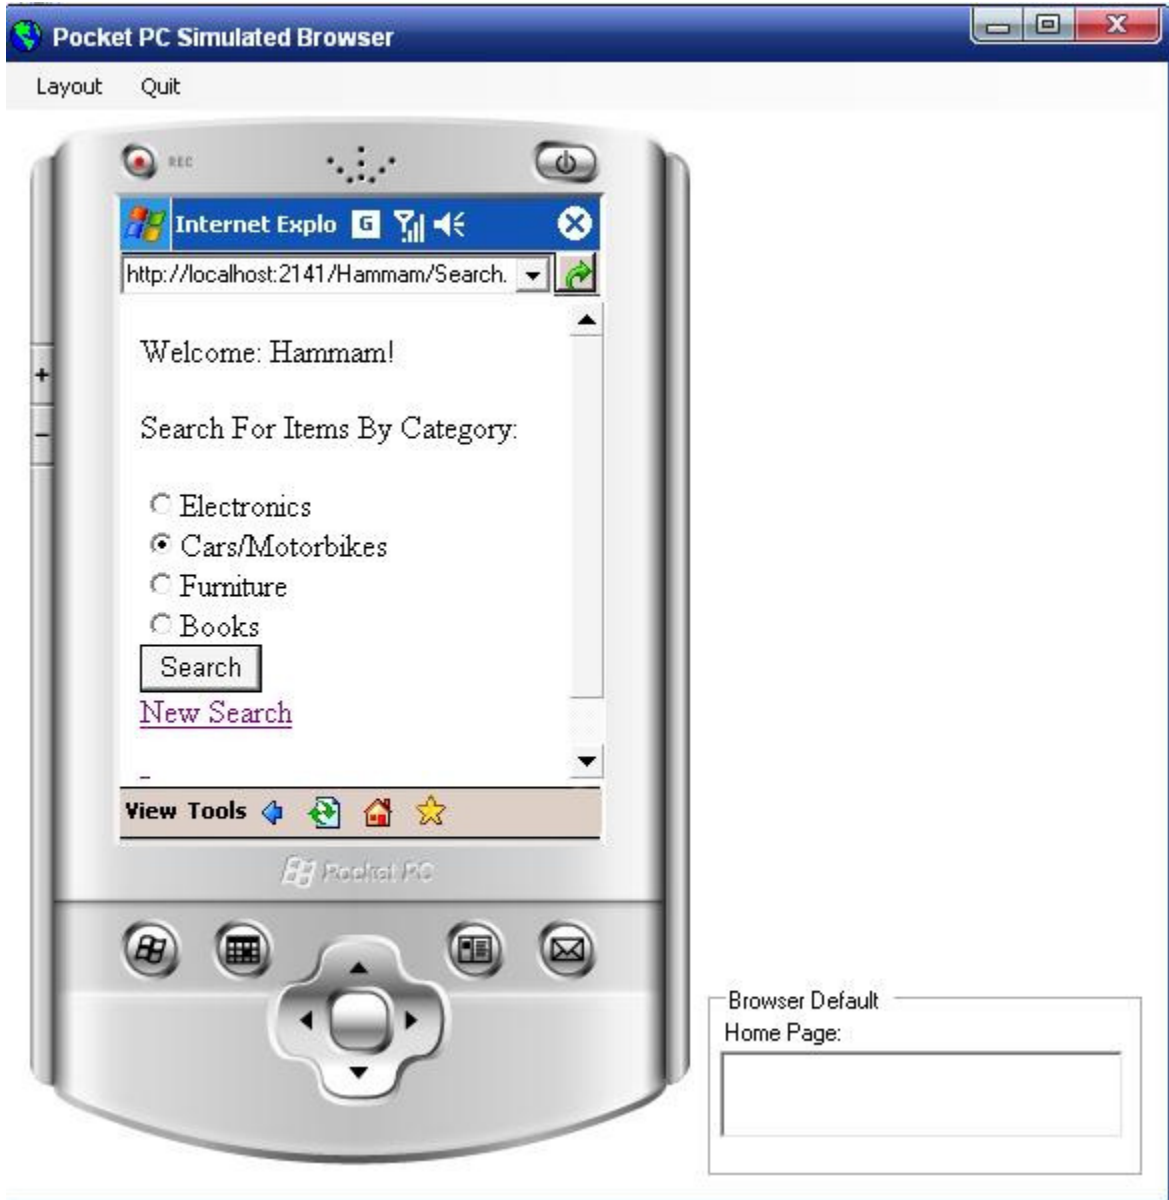 Pocket PC Simulated Browser
Layout Quit
REC
Internet Explo G
http://localhost:2141/Hammam/Search.
Welcome: Hammam!
Search For Items By Category:
Electronics
Cars/Motorbikes
Furniture
Books
Search
New Search
View Tools
Pocket PC
Browser Default
Home Page: